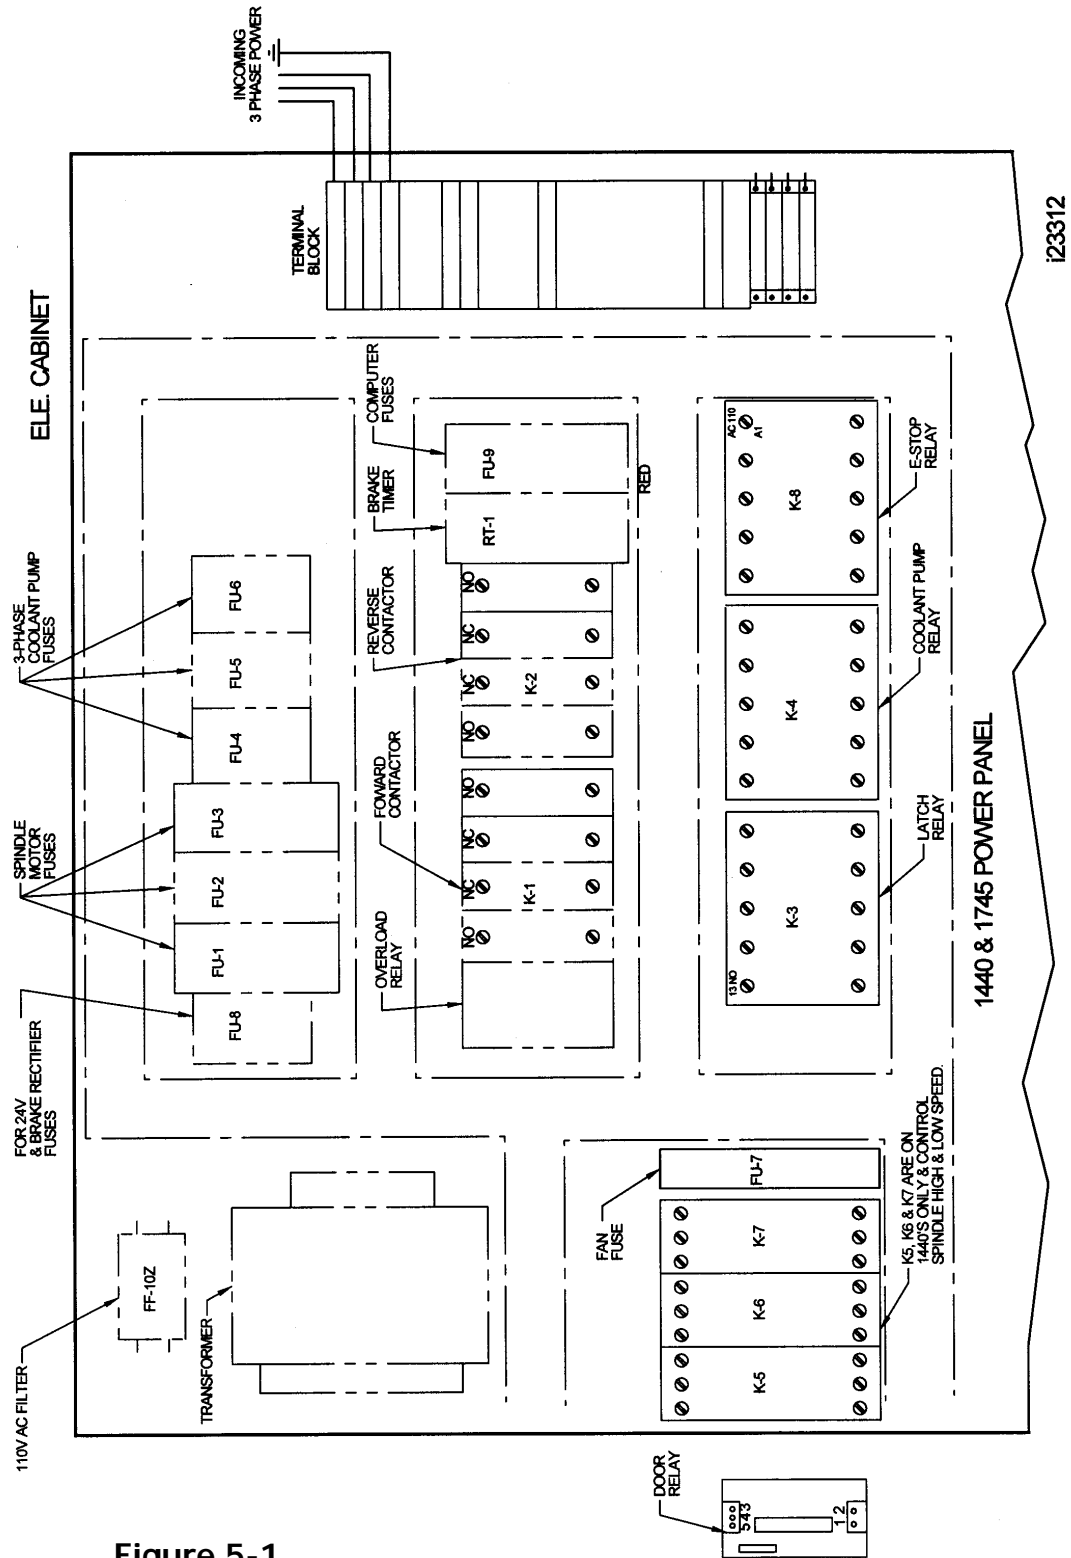 ELE. CABINET
INCOMING
3 PHASE POWER
TERMINAL
BLOCK
110V AC FILTER
FF-10Z
FOR 24V
& BRAKE RECTIFIER
FUSES
SPINDLE
MOTOR
FUSES
3-PHASE
COOLANT PUMP
FUSES
FU-8
FU-1
FU-2
FU-3
FU-4
FU-5
FU-6
TRANSFORMER
OVERLOAD
RELAY
FOWARD
CONTACTOR
REVERSE
CONTACTOR
BRAKE
TIMER
COMPUTER
FUSES
NO
NC
NC
NO
NO
NC
NC
NO
K-1
K-2
RT-1
FU-9
RED
FAN
FUSE
K-5
K-6
K-7
FU-7
13 NO
K-3
K-4
K-8
AC 110
A1
LATCH
RELAY
COOLANT PUMP
RELAY
E-STOP
RELAY
K5, K6 & K7 ARE ON
1440'S ONLY & CONTROL
SPINDLE HIGH & LOW SPEED.
1440 & 1745 POWER PANEL
DOOR
RELAY
543
12
i23312
Figure 5-1